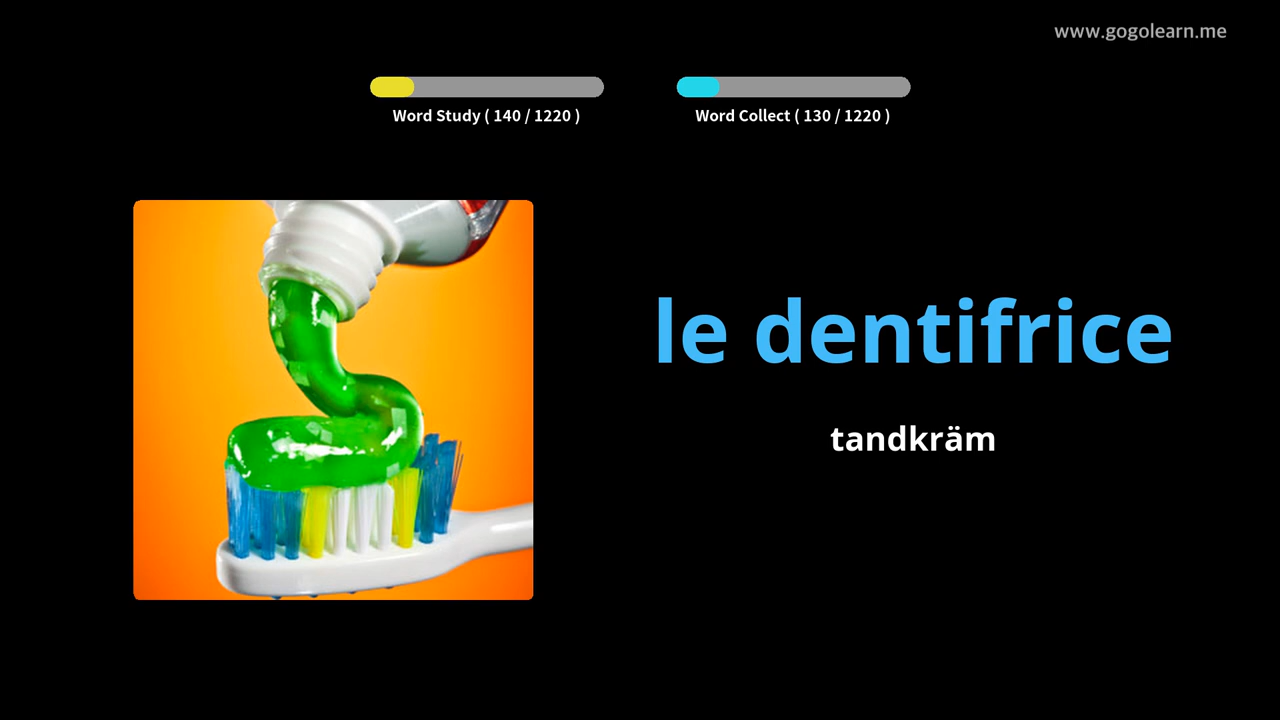 www.gogolearn.me
Word Study ( 140 / 1220 )
Word Collect ( 130 / 1220 )
le dentifrice
tandkräm